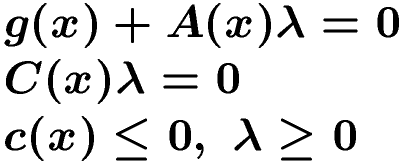 g(x) + A(x)λ = 0
C(x)λ = 0
c(x) ≤ 0, λ ≥ 0